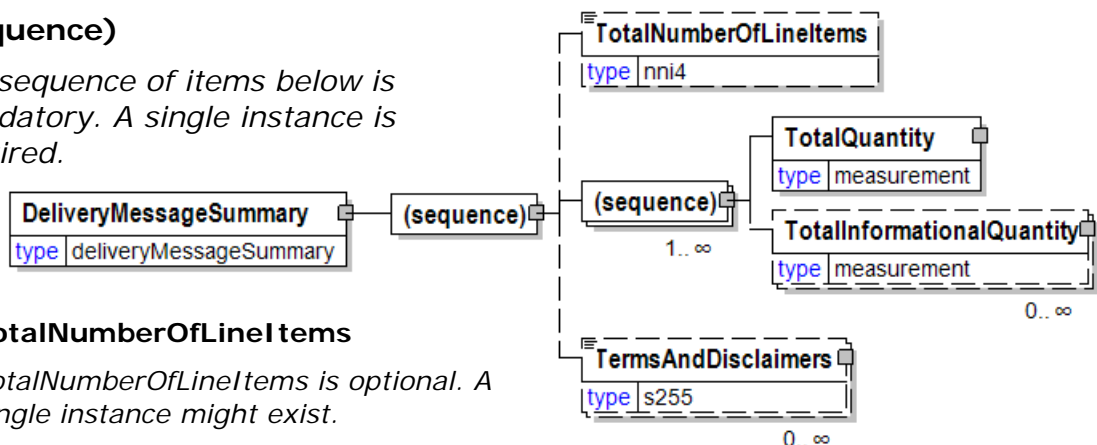 quence)
sequence of items below is
datory. A single instance is
ired.
DeliveryMessageSummary
type deliveryMessageSummary
(sequence)
TotalNumberOfLineItems
type nni4
(sequence)
1.. ∞
TotalQuantity
type measurement
TotalInformationalQuantity
type measurement
0.. ∞
TermsAndDisclaimers
type s255
0.. ∞
otalNumberOfLineItems
otalNumberOfLineItems is optional. A
ngle instance might exist.